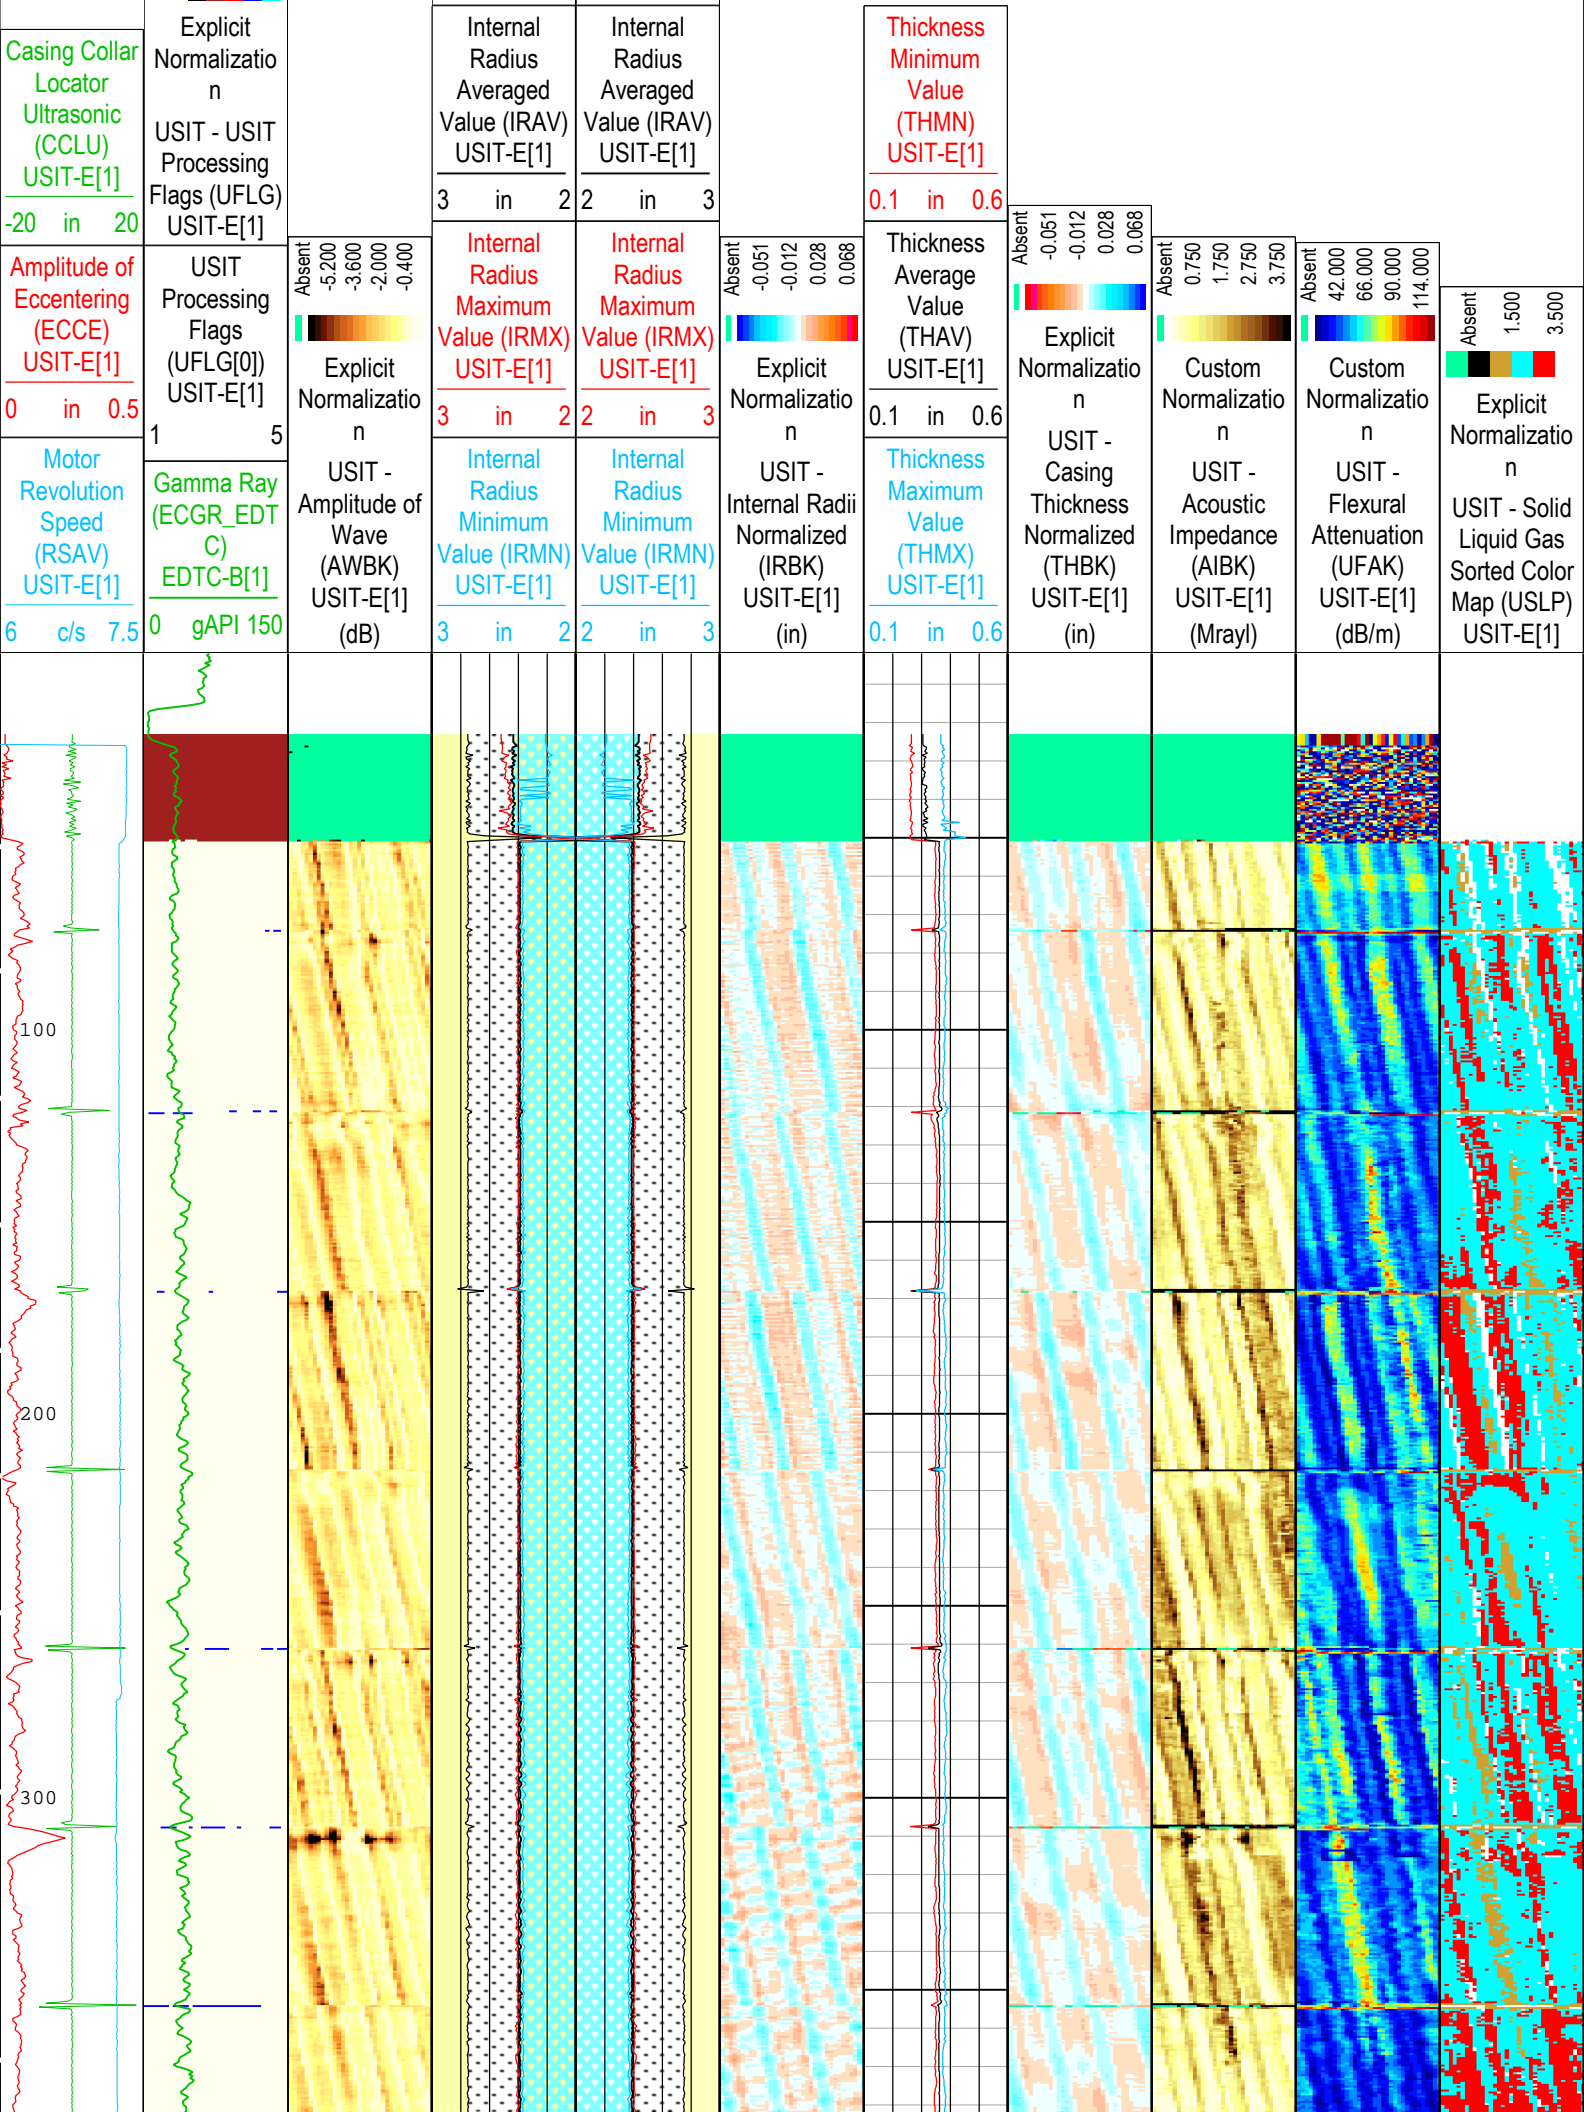 Casing Collar
Locator
Ultrasonic
(CCLU)
USIT-E[1]
-20 in 20
Amplitude of
Eccentering
(ECCE)
USIT-E[1]
0 in 0.5
Motor
Revolution
Speed
(RSAV)
USIT-E[1]
6 c/s 7.5
Explicit
Normalizatio
n
USIT - USIT
Processing
Flags (UFLG)
USIT-E[1]
USIT
Processing
Flags
(UFLG[0])
USIT-E[1]
1 5
Gamma Ray
(ECGR_EDT
C)
EDTC-B[1]
0 gAPI 150
Absent
-5.200
-3.600
-2.000
-0.400
Explicit
Normalizatio
n
USIT -
Amplitude of
Wave
(AWBK)
USIT-E[1]
(dB)
Internal
Radius
Averaged
Value (IRAV)
USIT-E[1]
3 in 2
Internal
Radius
Maximum
Value (IRMX)
USIT-E[1]
3 in 2
Internal
Radius
Minimum
Value (IRMN)
USIT-E[1]
3 in 2
Internal
Radius
Averaged
Value (IRAV)
USIT-E[1]
2 in 3
Internal
Radius
Maximum
Value (IRMX)
USIT-E[1]
2 in 3
Internal
Radius
Minimum
Value (IRMN)
USIT-E[1]
2 in 3
Absent
-0.051
-0.012
0.028
0.068
Explicit
Normalizatio
n
USIT -
Internal Radii
Normalized
(IRBK)
USIT-E[1]
(in)
Thickness
Minimum
Value
(THMN)
USIT-E[1]
0.1 in 0.6
Thickness
Average
Value
(THAV)
USIT-E[1]
0.1 in 0.6
Thickness
Maximum
Value
(THMX)
USIT-E[1]
0.1 in 0.6
Absent
-0.051
-0.012
0.028
0.068
Explicit
Normalizatio
n
USIT -
Casing
Thickness
Normalized
(THBK)
USIT-E[1]
(in)
Absent
0.750
1.750
2.750
3.750
Custom
Normalizatio
n
USIT -
Acoustic
Impedance
(AIBK)
USIT-E[1]
(Mrayl)
Absent
42.000
66.000
90.000
114.000
Custom
Normalizatio
n
USIT -
Flexural
Attenuation
(UFAK)
USIT-E[1]
(dB/m)
Absent
1.500
3.500
Explicit
Normalizatio
n
USIT - Solid
Liquid Gas
Sorted Color
Map (USLP)
USIT-E[1]
100
200
300